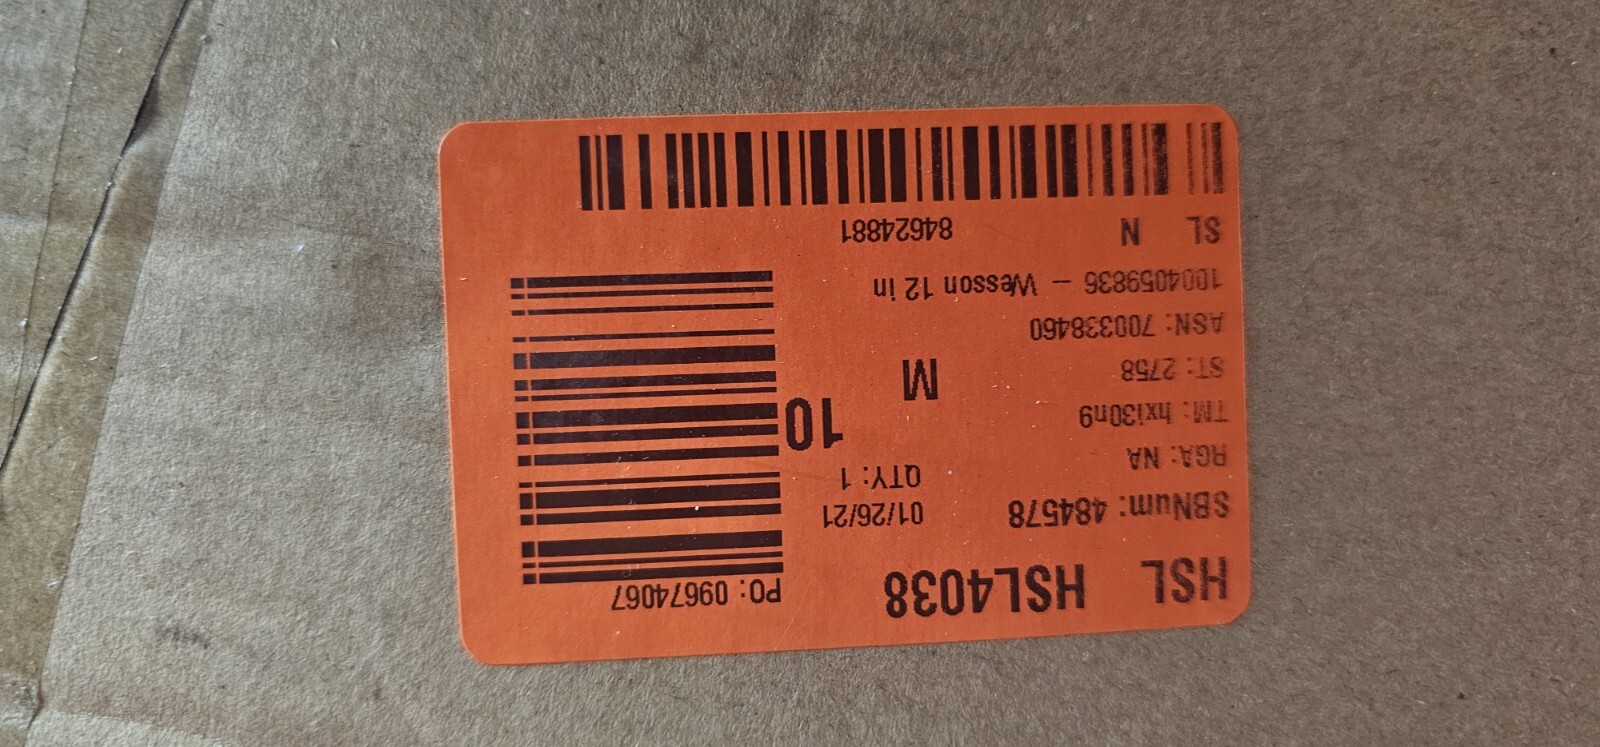 HSL HSL4038 PO: 09674067
SBNum: 484578 01/26/21
RGA: NA QTY: 1
TM: hxi30n9 10
ST: 2758 M
ASN: 700338460
1004059836 – Wesson 12 in
SL N 84624881